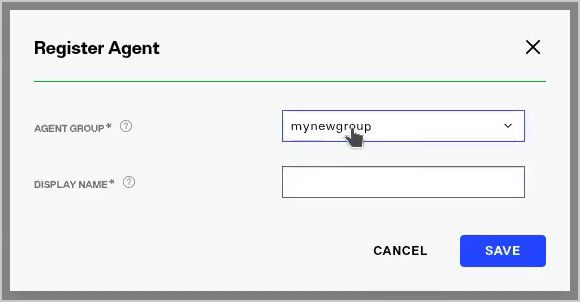 Register Agent
AGENT GROUP* mynewgroup
DISPLAY NAME*
CANCEL SAVE